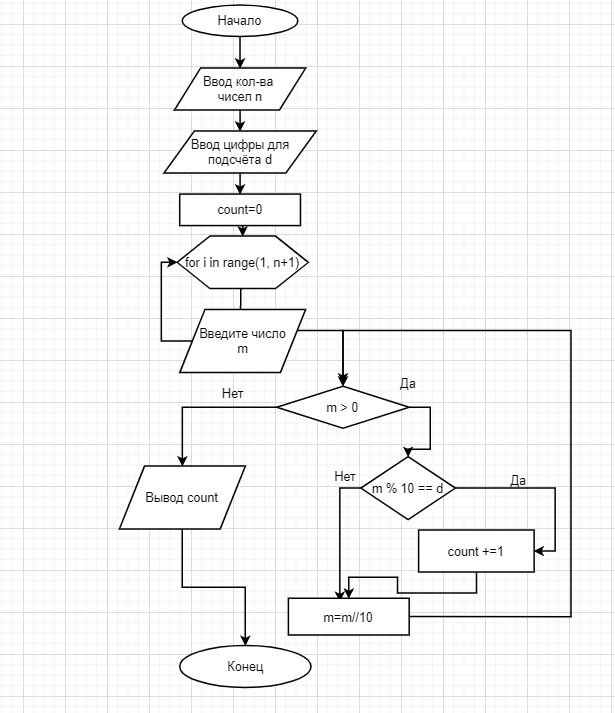 Начало
Ввод кол-ва
чисел n
Ввод цифры для
подсчёта d
count=0
for i in range(1, n+1)
Введите число
m
Да
Нет
m > 0
Нет
Да
m % 10 == d
Вывод count
count +=1
m=m//10
Конец